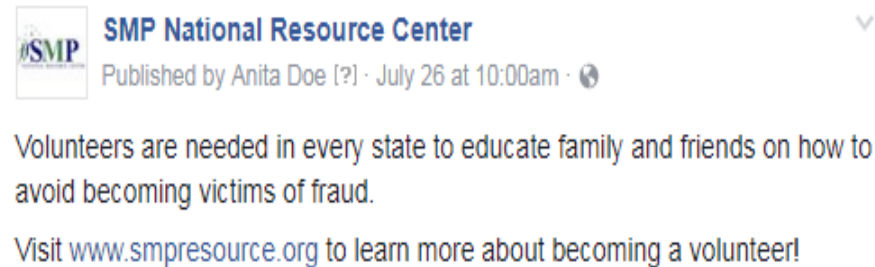 SMP
SMP National Resource Center
Published by Anita Doe [?] · July 26 at 10:00am ·
Volunteers are needed in every state to educate family and friends on how to
avoid becoming victims of fraud.
Visit www.smpresource.org to learn more about becoming a volunteer!